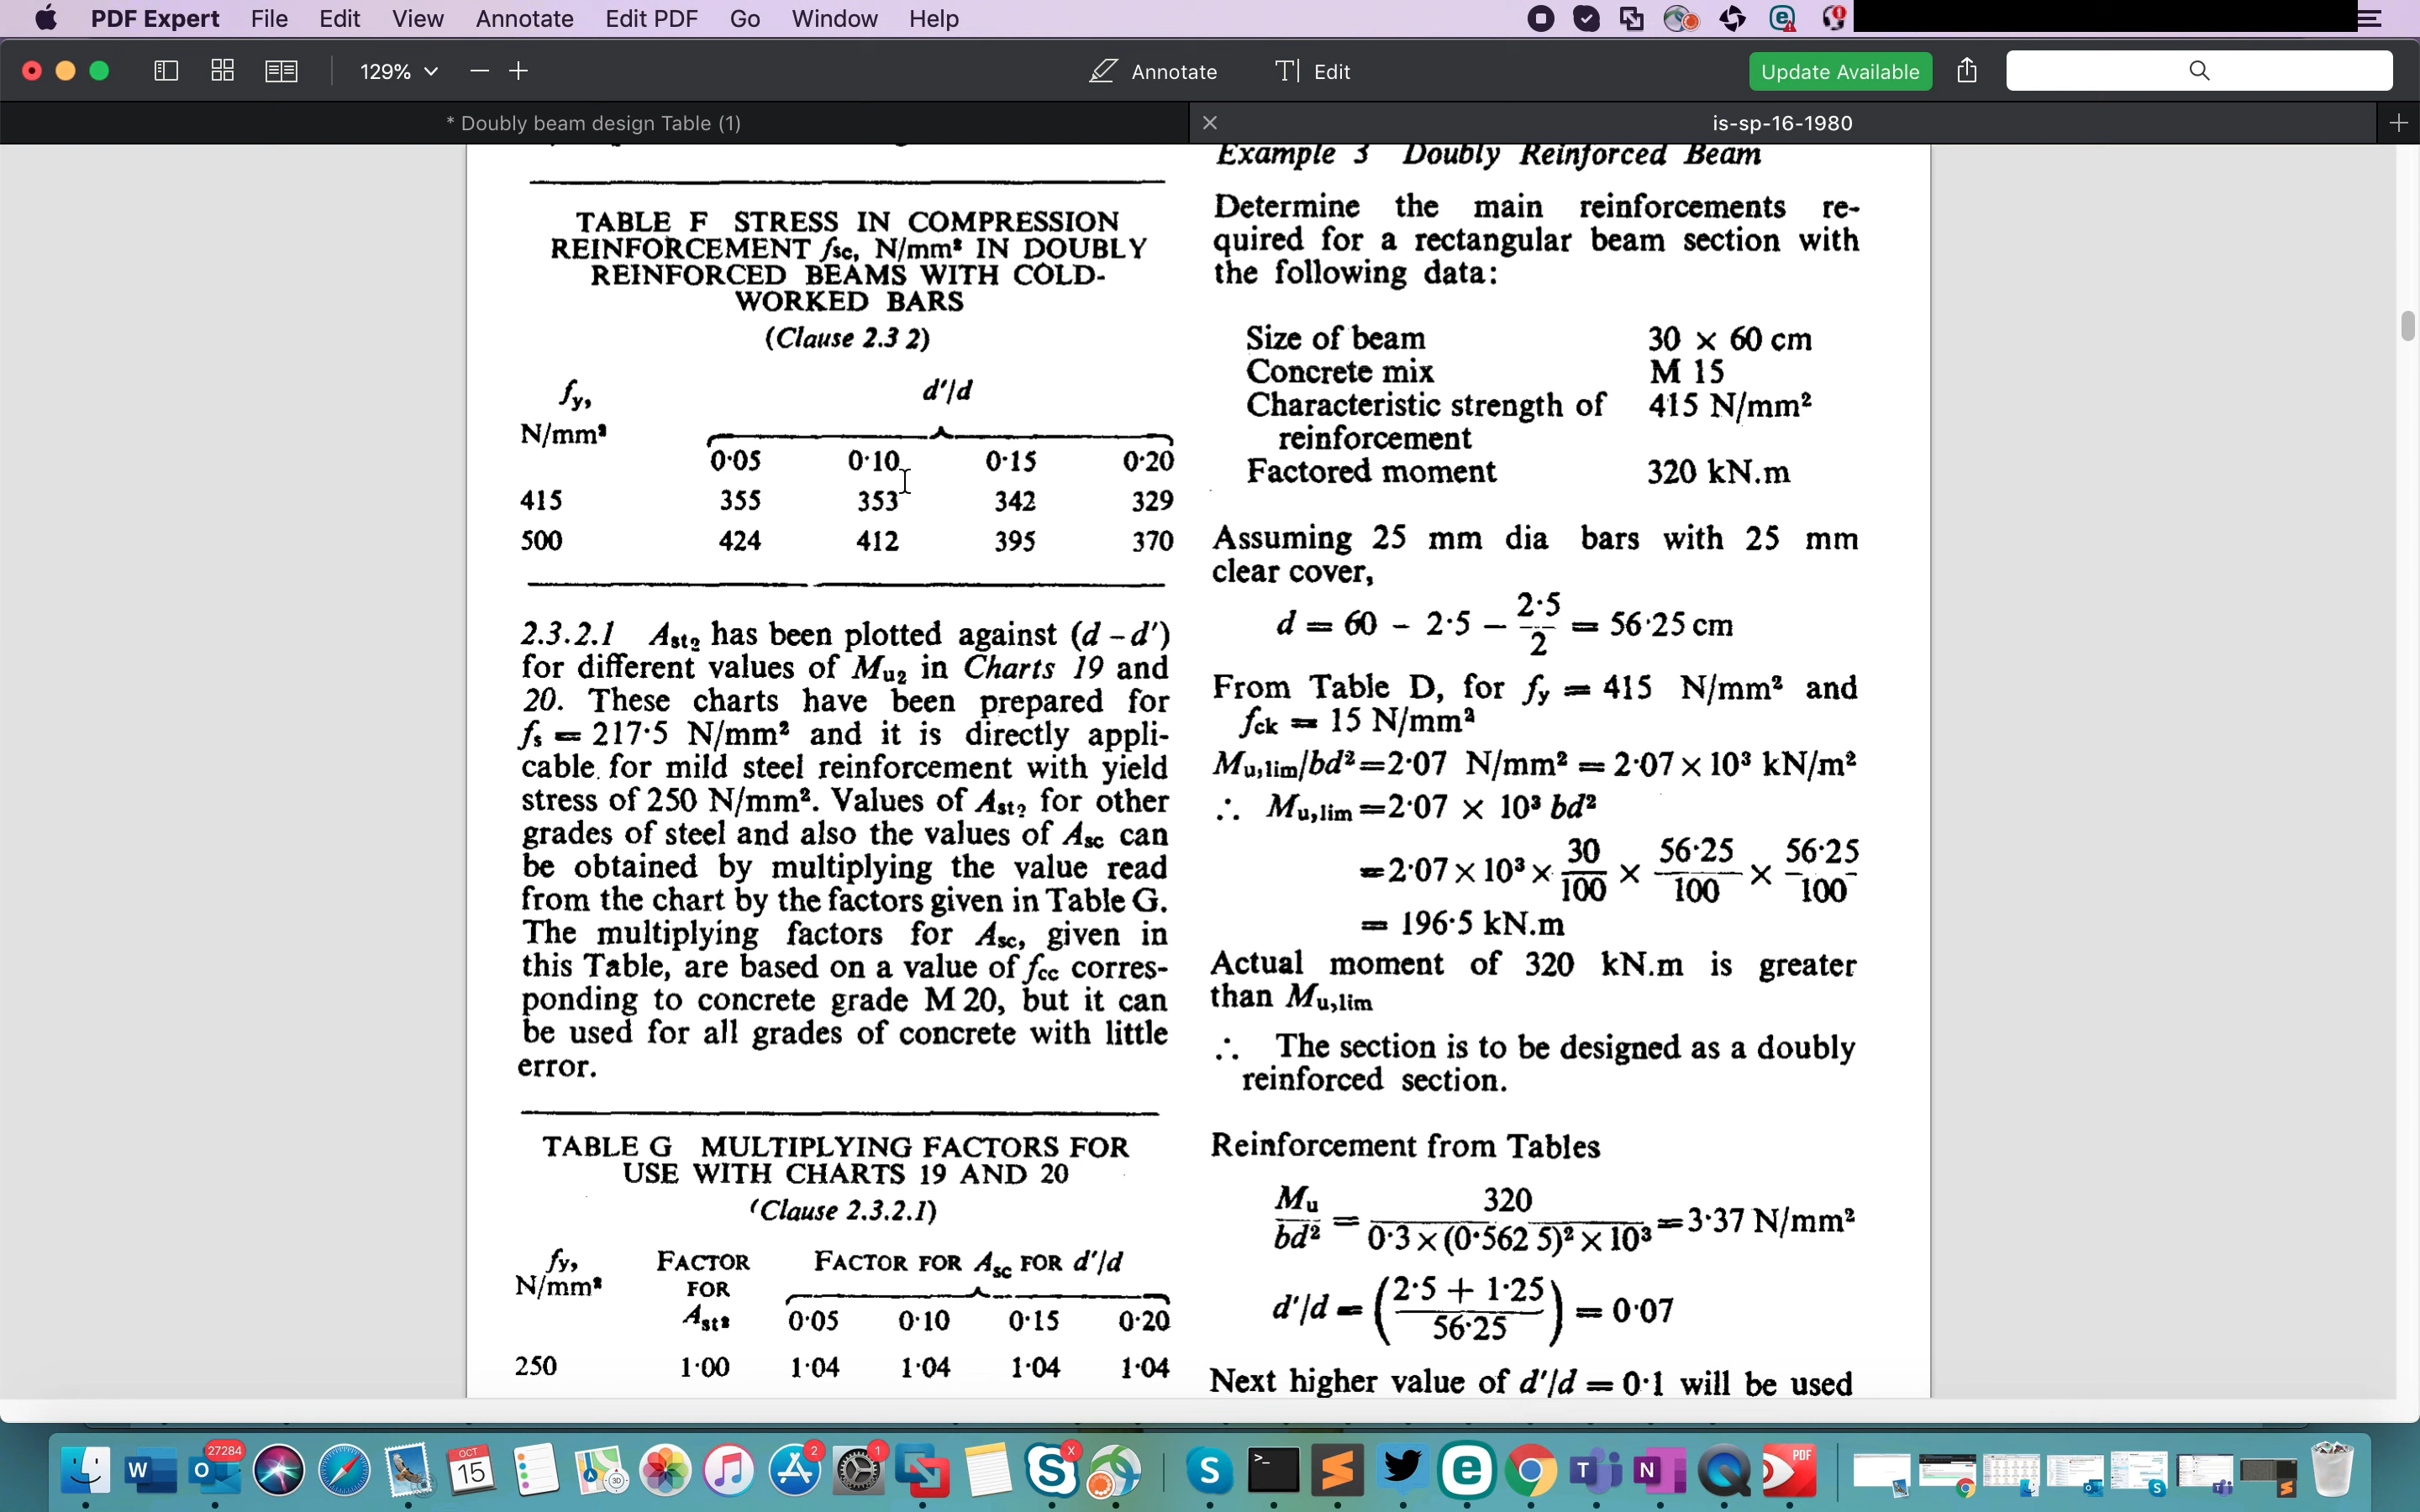 PDF Expert File Edit View Annotate Edit PDF Go Window Help
129% Annotate Edit Update Available
* Doubly beam design Table (1) is-sp-16-1980
TABLE F STRESS IN COMPRESSION
REINFORCEMENT fsc, N/mm² IN DOUBLY
REINFORCED BEAMS WITH COLD-
WORKED BARS
(Clause 2.3 2)
fy, d'/d
N/mm²
0·05 0·10 0·15 0·20
415 355 353 342 329
500 424 412 395 370
2.3.2.1 Ast₂ has been plotted against (d – d')
for different values of Mu₂ in Charts 19 and
20. These charts have been prepared for
fs = 217·5 N/mm² and it is directly appli-
cable for mild steel reinforcement with yield
stress of 250 N/mm². Values of Ast₂ for other
grades of steel and also the values of Asc can
be obtained by multiplying the value read
from the chart by the factors given in Table G.
The multiplying factors for Asc, given in
this Table, are based on a value of fcc corres-
ponding to concrete grade M 20, but it can
be used for all grades of concrete with little
error.
TABLE G MULTIPLYING FACTORS FOR
USE WITH CHARTS 19 AND 20
(Clause 2.3.2.1)
fy, FACTOR FACTOR FOR Asc FOR d'/d
N/mm² FOR
Ast₂ 0·05 0·10 0·15 0·20
250 1·00 1·04 1·04 1·04 1·04
Example 3 Doubly Reinforced Beam
Determine the main reinforcements re-
quired for a rectangular beam section with
the following data:
Size of beam 30 × 60 cm
Concrete mix M 15
Characteristic strength of 415 N/mm²
reinforcement
Factored moment 320 kN.m
Assuming 25 mm dia bars with 25 mm
clear cover,
d = 60 – 2·5 – 2·5/2 = 56·25 cm
From Table D, for fy = 415 N/mm² and
fck = 15 N/mm²
Mu,lim/bd²=2·07 N/mm² = 2·07 × 10³ kN/m²
∴ Mu,lim =2·07 × 10³ bd²
=2·07 × 10³ × 30/100 × 56·25/100 × 56·25/100
= 196·5 kN.m
Actual moment of 320 kN.m is greater
than Mu,lim
∴ The section is to be designed as a doubly
reinforced section.
Reinforcement from Tables
Mu/bd² = 320/0·3 × (0·562 5)² × 10³ =3·37 N/mm²
d'/d = (2·5 + 1·25/56·25) = 0·07
Next higher value of d'/d = 0·1 will be used
27284 OCT 15 3D 2 1 X PDF